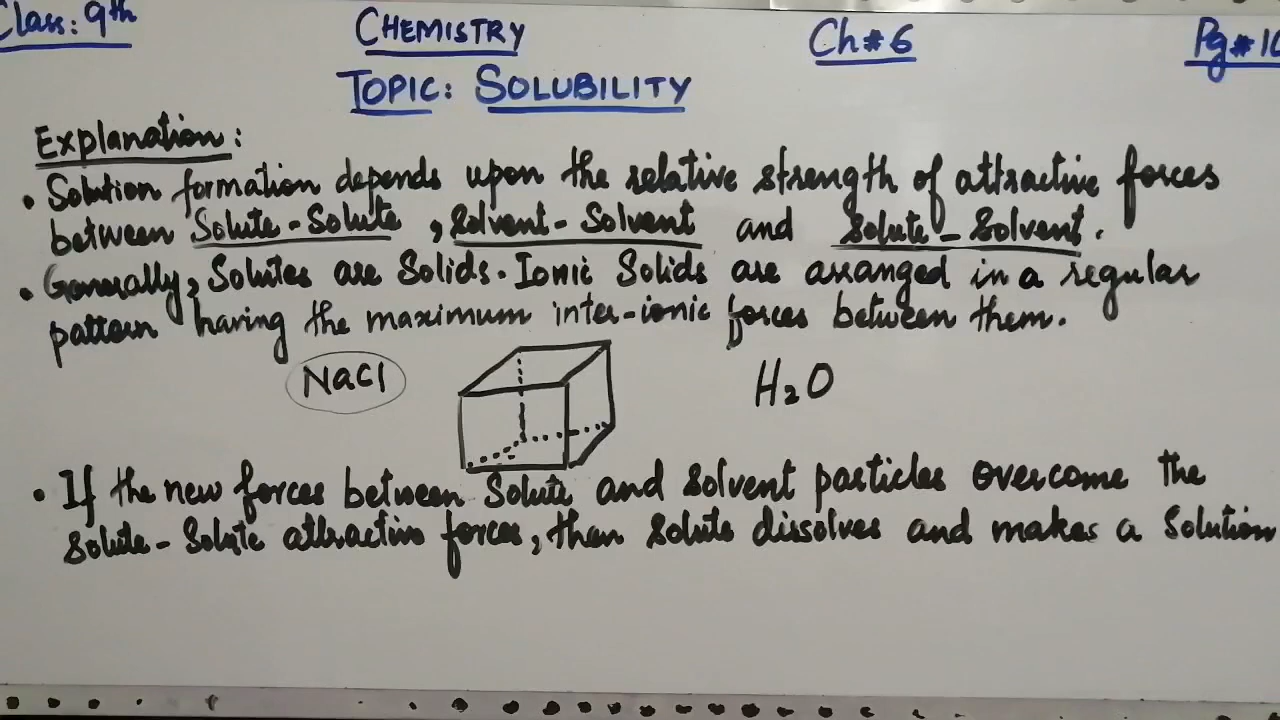 Class: 9th
CHEMISTRY
Ch # 6
Pg # 10
TOPIC: SOLUBILITY
Explanation:
• Solution formation depends upon the relative strength of attractive forces
between Solute-Solute, Solvent-Solvent and Solute-Solvent.
• Generally, Solutes are Solids. Ionic Solids are arranged in a regular
pattern having the maximum inter-ionic forces between them.
NaCl
H₂O
• If the new forces between Solute and Solvent particles overcome the
Solute-Solute attractive forces, then Solute dissolves and makes a Solution